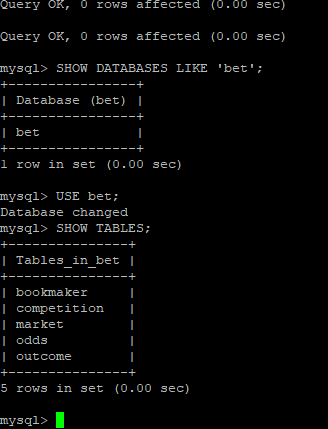 Query OK, 0 rows affected (0.00 sec)
Query OK, 0 rows affected (0.00 sec)
mysql> SHOW DATABASES LIKE 'bet';
+----------------+
| Database (bet) |
+----------------+
| bet            |
+----------------+
1 row in set (0.00 sec)
mysql> USE bet;
Database changed
mysql> SHOW TABLES;
+---------------+
| Tables_in_bet |
+---------------+
| bookmaker     |
| competition   |
| market        |
| odds          |
| outcome       |
+---------------+
5 rows in set (0.00 sec)
mysql>